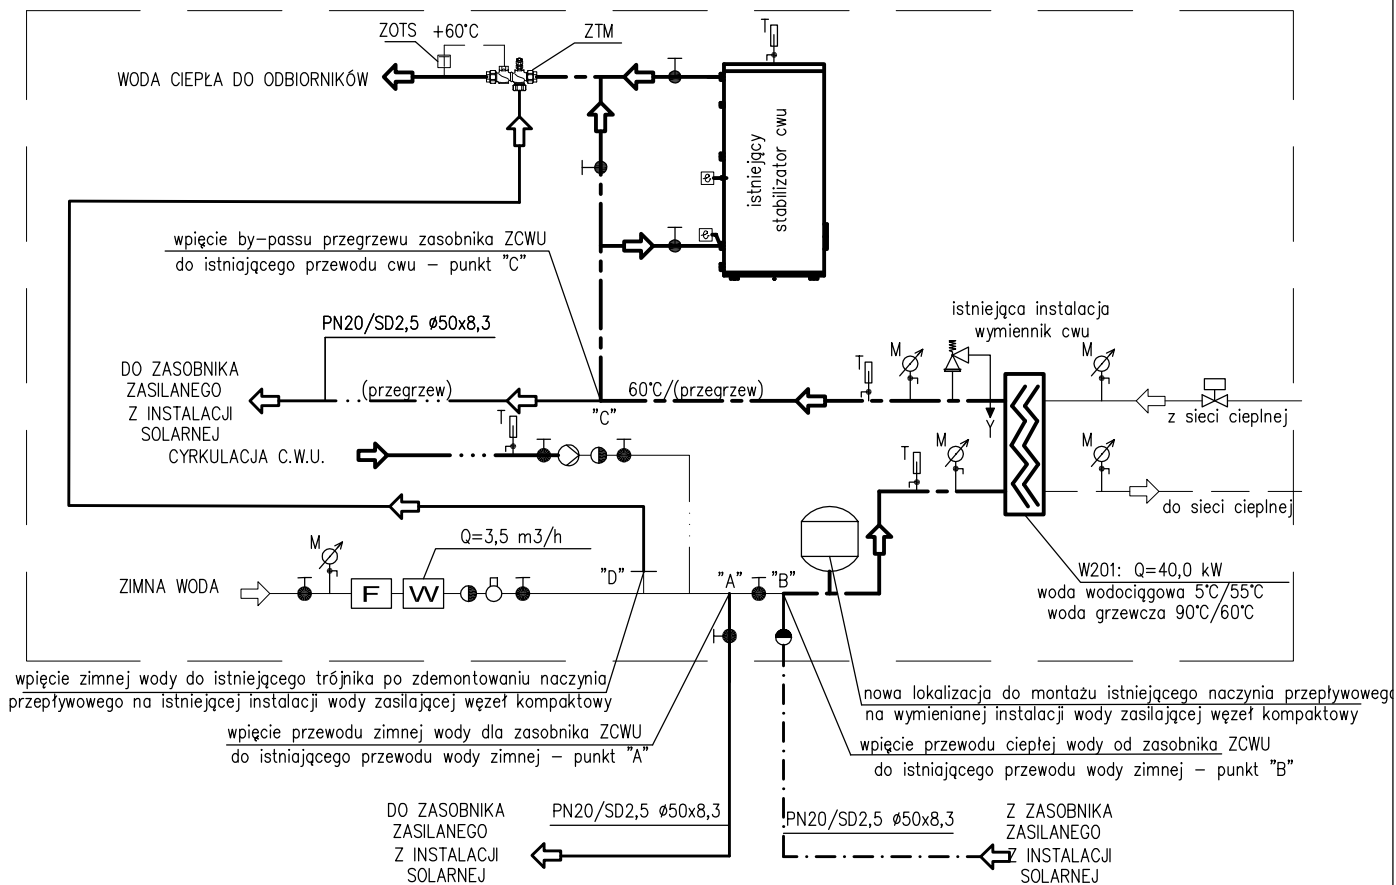 ZOTS +60°C
ZTM
T
WODA CIEPŁA DO ODBIORNIKÓW
istniejący
stabilizator cwu
e
e
wpięcie by-passu przegrzewu zasobnika ZCWU
do istniającego przewodu cwu – punkt "C"
PN20/SD2,5 ø50x8,3
istniejąca instalacja
wymiennik cwu
DO ZASOBNIKA
ZASILANEGO
Z INSTALACJI
SOLARNEJ
(przegrzew)
"C"
60°C/(przegrzew)
T
M
M
Y
z sieci cieplnej
CYRKULACJA C.W.U.
T
T
M
M
do sieci cieplnej
ZIMNA WODA
M
F
W
Q=3,5 m3/h
"D"
"A"
"B"
W201: Q=40,0 kW
woda wodociągowa 5°C/55°C
woda grzewcza 90°C/60°C
wpięcie zimnej wody do istniejącego trójnika po zdemontowaniu naczynia
przepływowego na istniejącej instalacji wody zasilającej węzeł kompaktowy
nowa lokalizacja do montażu istniejącego naczynia przepływowego
na wymienianej instalacji wody zasilającej węzeł kompaktowy
wpięcie przewodu zimnej wody dla zasobnika ZCWU
do istniającego przewodu wody zimnej – punkt "A"
wpięcie przewodu ciepłej wody od zasobnika ZCWU
do istniającego przewodu wody zimnej – punkt "B"
DO ZASOBNIKA
ZASILANEGO
Z INSTALACJI
SOLARNEJ
PN20/SD2,5 ø50x8,3
PN20/SD2,5 ø50x8,3
Z ZASOBNIKA
ZASILANEGO
Z INSTALACJI
SOLARNEJ